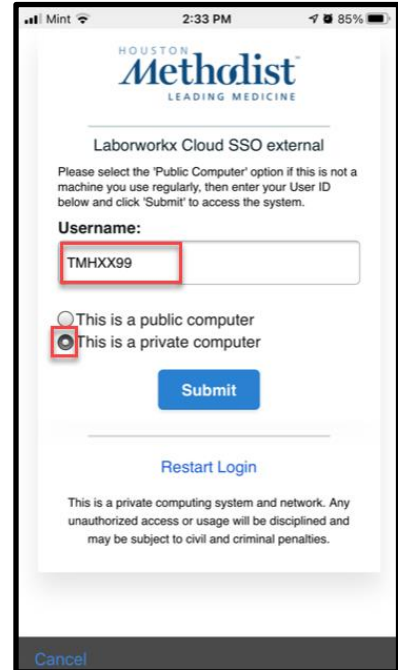 Mint 2:33 PM 85%
HOUSTON
Methodist
LEADING MEDICINE
Laborworkx Cloud SSO external
Please select the 'Public Computer' option if this is not a
machine you use regularly, then enter your User ID
below and click 'Submit' to access the system.
Username:
TMHXX99
This is a public computer
This is a private computer
Submit
Restart Login
This is a private computing system and network. Any
unauthorized access or usage will be disciplined and
may be subject to civil and criminal penalties.
Cancel